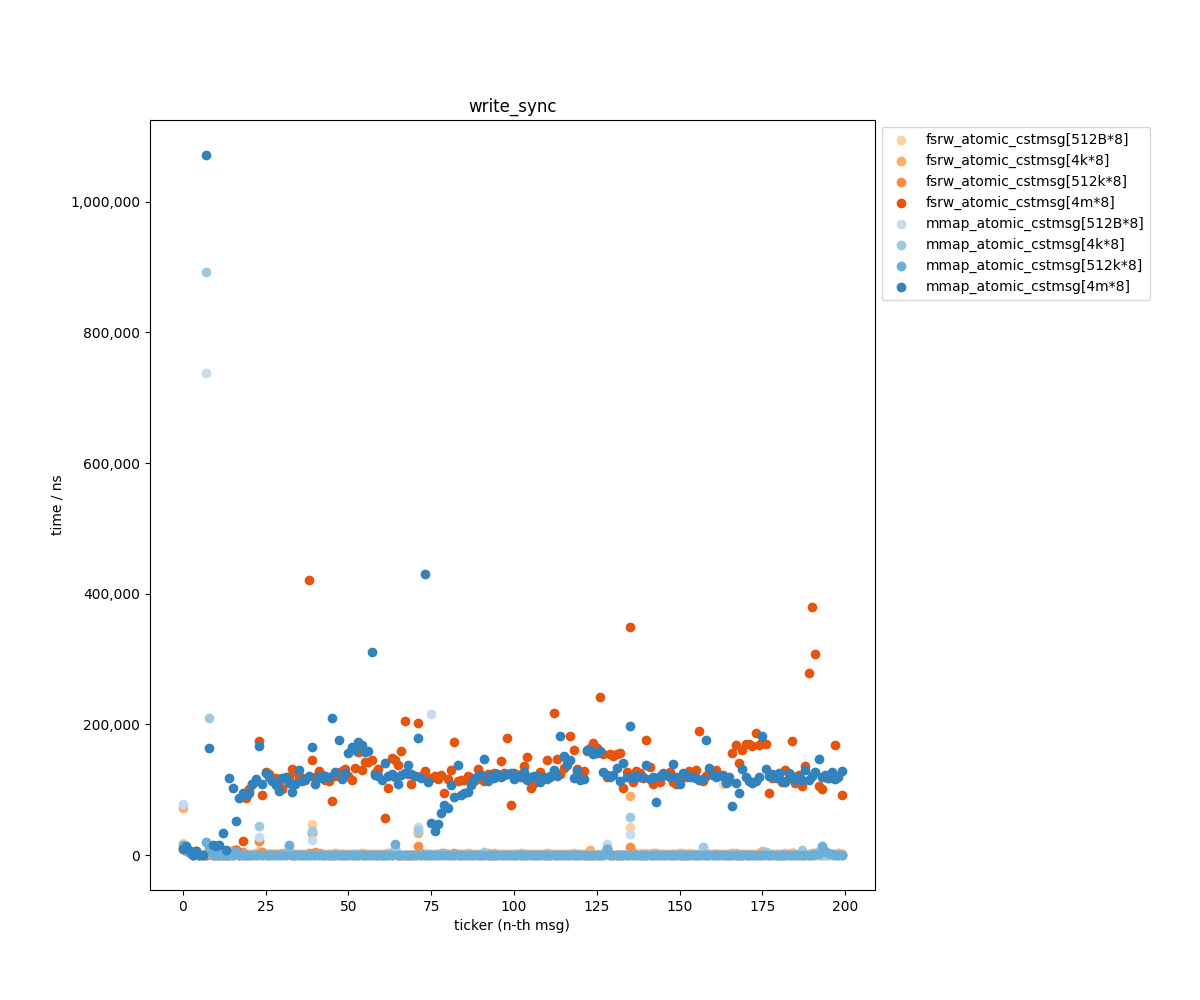 write_sync
1,000,000
800,000
600,000
400,000
200,000
0
time / ns
0 25 50 75 100 125 150 175 200
ticker (n-th msg)
fsrw_atomic_cstmsg[512B*8]
fsrw_atomic_cstmsg[4k*8]
fsrw_atomic_cstmsg[512k*8]
fsrw_atomic_cstmsg[4m*8]
mmap_atomic_cstmsg[512B*8]
mmap_atomic_cstmsg[4k*8]
mmap_atomic_cstmsg[512k*8]
mmap_atomic_cstmsg[4m*8]